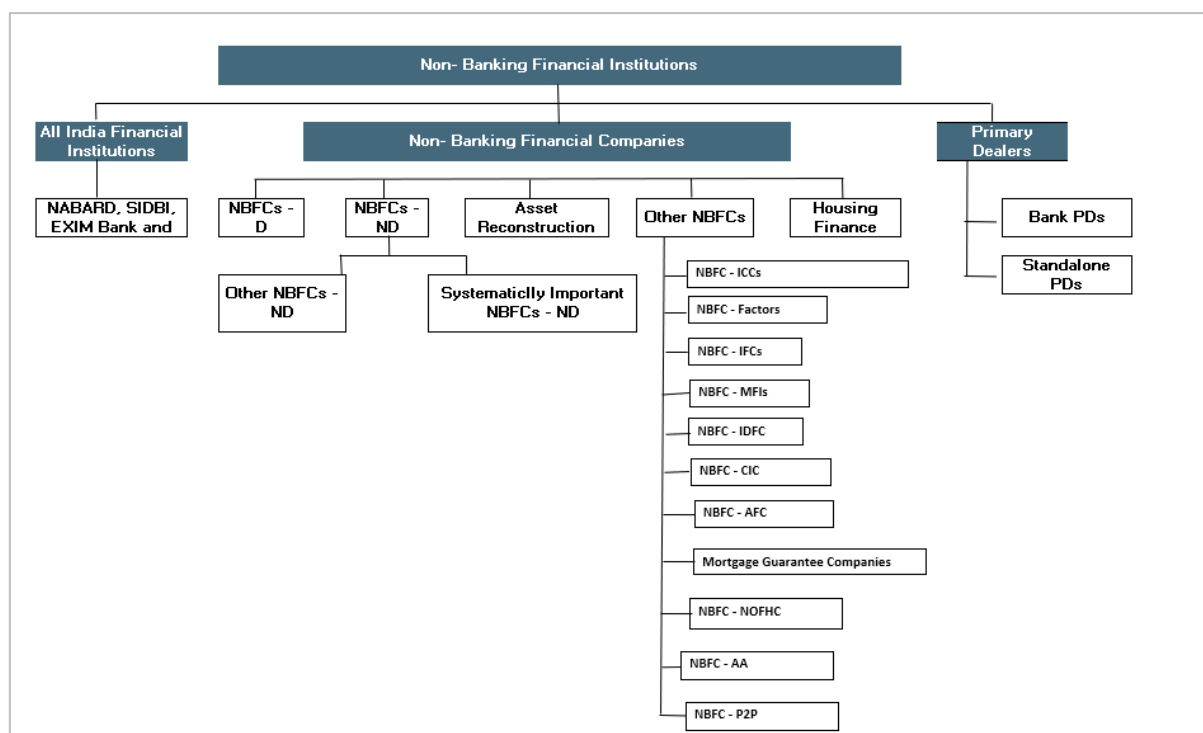 Non- Banking Financial Institutions
All India Financial
Institutions
Non- Banking Financial Companies
Primary
Dealers
NABARD, SIDBI,
EXIM Bank and
NBFCs -
D
NBFCs -
ND
Asset
Reconstruction
Other NBFCs
Housing
Finance
Bank PDs
Standalone
PDs
Other NBFCs -
ND
Systematiclly Important
NBFCs - ND
NBFC - ICCs
NBFC - Factors
NBFC - IFCs
NBFC - MFIs
NBFC - IDFC
NBFC - CIC
NBFC - AFC
Mortgage Guarantee Companies
NBFC - NOFHC
NBFC - AA
NBFC - P2P